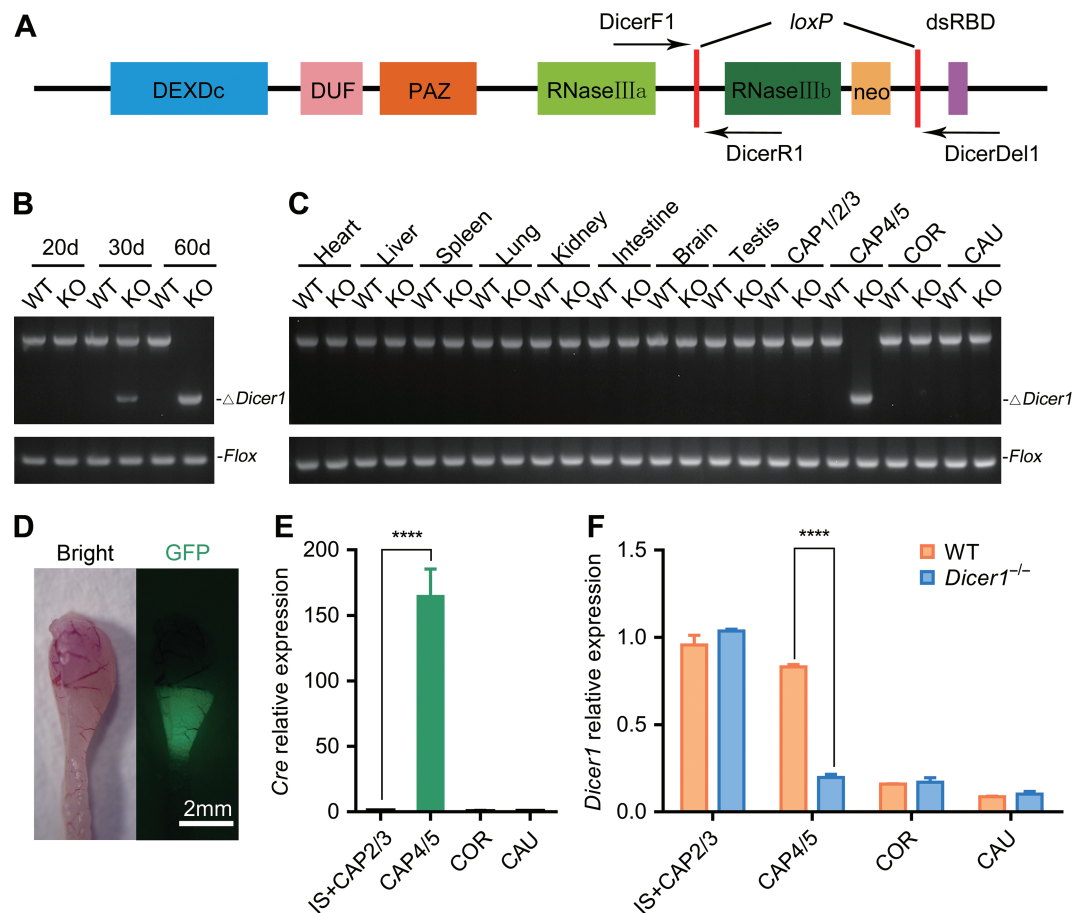 A
DicerF1 loxP dsRBD
DEXDc DUF PAZ RNaseIIIa RNaseIIIb neo
DicerR1 DicerDel1
B
20d 30d 60d
WT KO WT KO WT KO
-△Dicer1
-Flox
C
Heart Liver Spleen Lung Kidney Intestine Brain Testis CAP1/2/3 CAP4/5 COR CAU
WT KO WT KO WT KO WT KO WT KO WT KO WT KO WT KO WT KO WT KO WT KO WT KO
-△Dicer1
-Flox
D
Bright GFP
2mm
E
Cre relative expression
200
150
100
50
0
****
IS+CAP2/3 CAP4/5 COR CAU
F
Dicer1 relative expression
1.5
1.0
0.5
0.0
****
WT
Dicer1−/−
IS+CAP2/3 CAP4/5 COR CAU